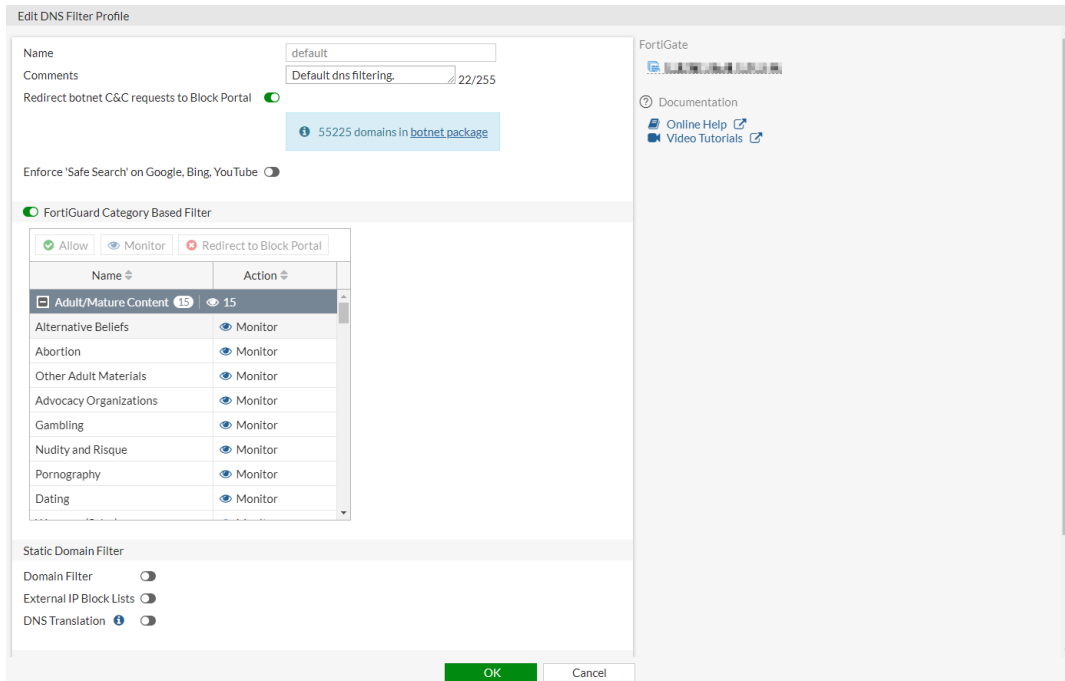 Edit DNS Filter Profile
Name default
Comments Default dns filtering. 22/255
Redirect botnet C&C requests to Block Portal
55225 domains in botnet package
Enforce 'Safe Search' on Google, Bing, YouTube
FortiGuard Category Based Filter
Allow Monitor Redirect to Block Portal
Name Action
Adult/Mature Content 15 15
Alternative Beliefs Monitor
Abortion Monitor
Other Adult Materials Monitor
Advocacy Organizations Monitor
Gambling Monitor
Nudity and Risque Monitor
Pornography Monitor
Dating Monitor
Static Domain Filter
Domain Filter
External IP Block Lists
DNS Translation
OK Cancel
FortiGate
Documentation
Online Help
Video Tutorials